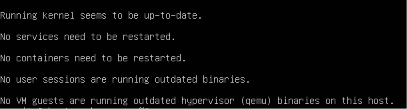 Running kernel seems to be up-to-date.
No services need to be restarted.
No containers need to be restarted.
No user sessions are running outdated binaries.
No VM guests are running outdated hypervisor (qemu) binaries on this host.